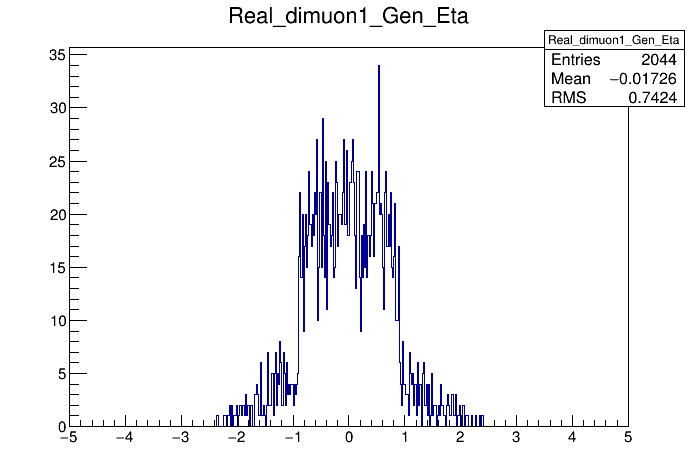 Real_dimuon1_Gen_Eta
Real_dimuon1_Gen_Eta
Entries 2044
Mean −0.01726
RMS 0.7424
35
30
25
20
15
10
5
0
−5 −4 −3 −2 −1 0 1 2 3 4 5